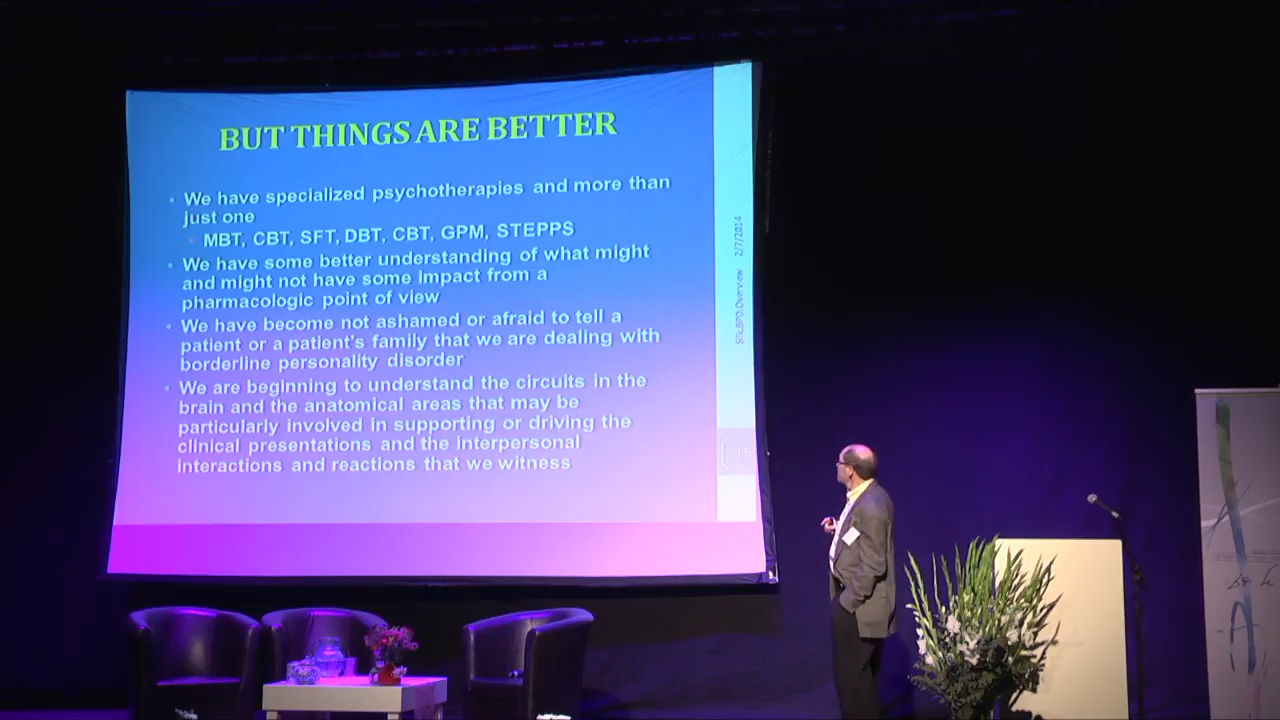 BUT THINGS ARE BETTER
• We have specialized psychotherapies and more than
just one
• MBT, CBT, SFT, DBT, CBT, GPM, STEPPS
• We have some better understanding of what might
and might not have some impact from a
pharmacologic point of view
• We have become not ashamed or afraid to tell a
patient or a patient's family that we are dealing with
borderline personality disorder
• We are beginning to understand the circuits in the
brain and the anatomical areas that may be
particularly involved in supporting or driving the
clinical presentations and the interpersonal
interactions and reactions that we witness
2/7/2014
16